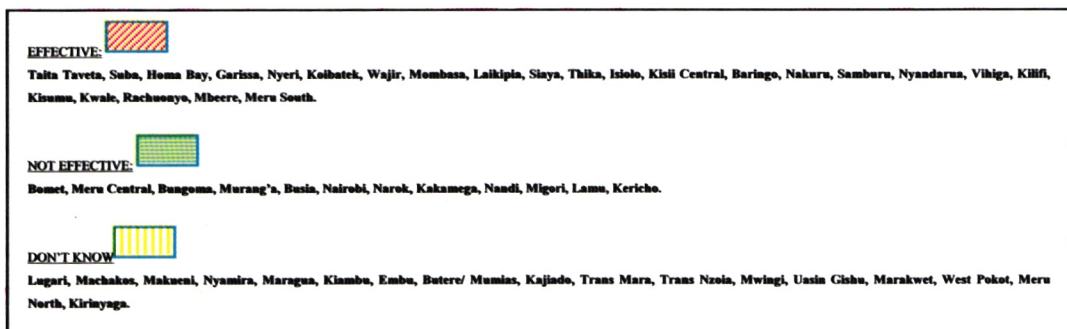 EFFECTIVE:
Taita Taveta, Suba, Homa Bay, Garissa, Nyeri, Koibatek, Wajir, Mombasa, Laikipia, Siaya, Thika, Isiolo, Kisii Central, Baringo, Nakuru, Samburu, Nyandarua, Vihiga, Kilifi,
Kisumu, Kwale, Rachuonyo, Mbeere, Meru South.
NOT EFFECTIVE:
Bomet, Meru Central, Bungoma, Murang'a, Busia, Nairobi, Narok, Kakamega, Nandi, Migori, Lamu, Kericho.
DON'T KNOW
Lugari, Machakos, Makueni, Nyamira, Maragua, Kiambu, Embu, Butere/ Mumias, Kajiado, Trans Mara, Trans Nzoia, Mwingi, Uasin Gishu, Marakwet, West Pokot, Meru
North, Kirinyaga.